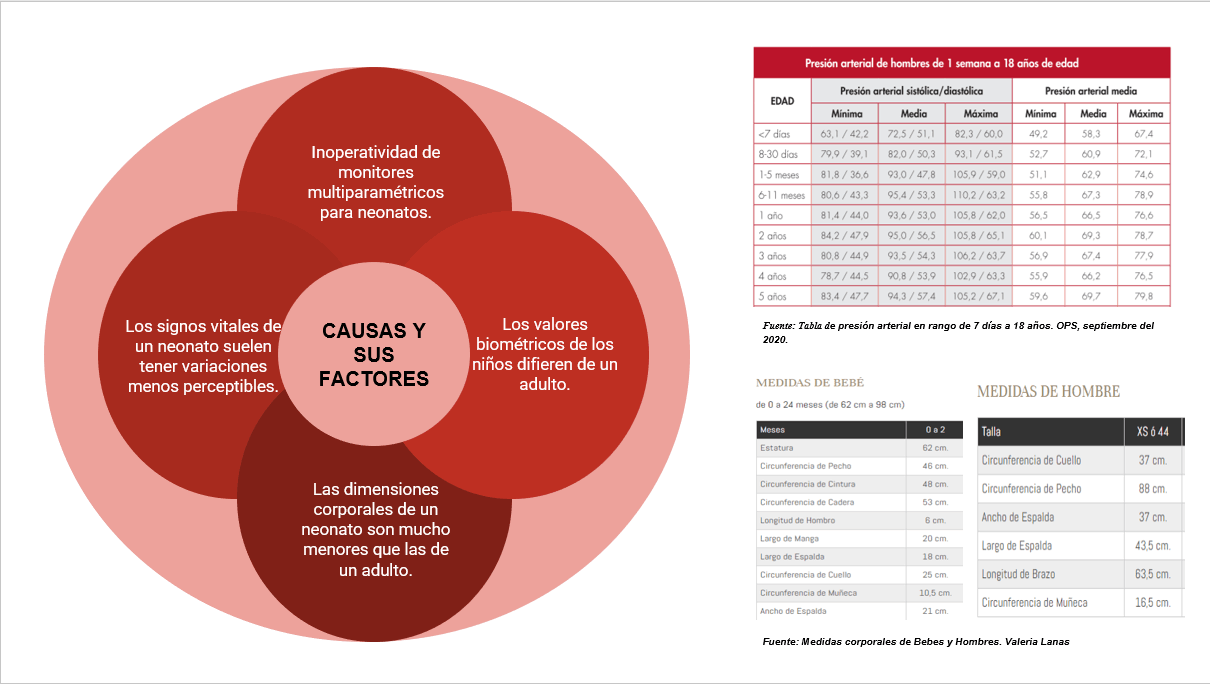 Inoperatividad de
monitores
multiparamétricos
para neonatos.
Los signos vitales de
un neonato suelen
tener variaciones
menos perceptibles.
CAUSAS Y
SUS
FACTORES
Los valores
biométricos de los
niños difieren de un
adulto.
Las dimensiones
corporales de un
neonato son mucho
menores que las de
un adulto.
Presión arterial de hombres de 1 semana a 18 años de edad
EDAD Presión arterial sistólica/diastólica Presión arterial media
Mínima Media Máxima Mínima Media Máxima
<7 días 63,1 / 42,2 72,5 / 51,1 82,3 / 60,0 49,2 58,3 67,4
8-30 días 79,9 / 39,1 82,0 / 50,3 93,1 / 61,5 52,7 60,9 72,1
1-5 meses 81,8 / 36,6 93,0 / 47,8 105,9 / 59,0 51,1 62,9 74,6
6-11 meses 80,6 / 43,3 95,4 / 53,3 110,2 / 63,2 55,8 67,3 78,9
1 año 81,4 / 44,0 93,6 / 53,0 105,8 / 62,0 56,5 66,5 76,6
2 años 84,2 / 47,9 95,0 / 56,5 105,8 / 65,1 60,1 69,3 78,7
3 años 80,8 / 44,9 93,5 / 54,3 106,2 / 63,7 56,9 67,4 77,9
4 años 78,7 / 44,5 90,8 / 53,9 102,9 / 63,3 55,9 66,2 76,5
5 años 83,4 / 47,7 94,3 / 57,4 105,2 / 67,1 59,6 69,7 79,8
Fuente: Tabla de presión arterial en rango de 7 días a 18 años. OPS, septiembre del
2020.
MEDIDAS DE BEBÉ
de 0 a 24 meses (de 62 cm a 98 cm)
Meses 0 a 2
Estatura 62 cm.
Circunferencia de Pecho 46 cm.
Circunferencia de Cintura 48 cm.
Circunferencia de Cadera 53 cm.
Longitud de Hombro 6 cm.
Largo de Manga 20 cm.
Largo de Espalda 18 cm.
Circunferencia de Cuello 25 cm.
Circunferencia de Muñeca 10,5 cm.
Ancho de Espalda 21 cm.
MEDIDAS DE HOMBRE
Talla XS ó 44
Circunferencia de Cuello 37 cm.
Circunferencia de Pecho 88 cm.
Ancho de Espalda 37 cm.
Largo de Espalda 43,5 cm.
Longitud de Brazo 63,5 cm.
Circunferencia de Muñeca 16,5 cm.
Fuente: Medidas corporales de Bebes y Hombres. Valeria Lanas